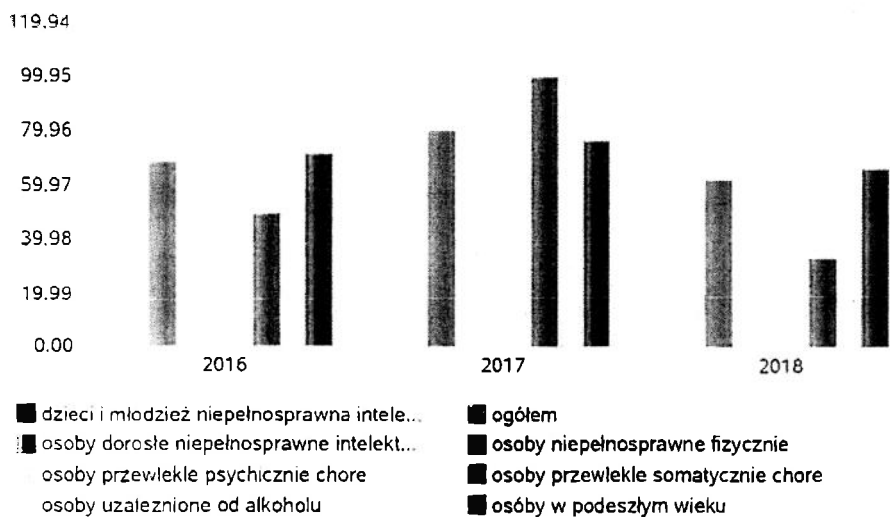 119.94
99.95
79.96
59.97
39.98
19.99
0.00
2016 2017 2018
dzieci i młodzież niepełnosprawna intele...
osoby dorosłe niepełnosprawne intelekt...
osoby przewlekle psychicznie chore
osoby uzaleznione od alkoholu
ogółem
osoby niepełnosprawne fizycznie
osoby przewlekle somatycznie chore
osóby w podeszłym wieku